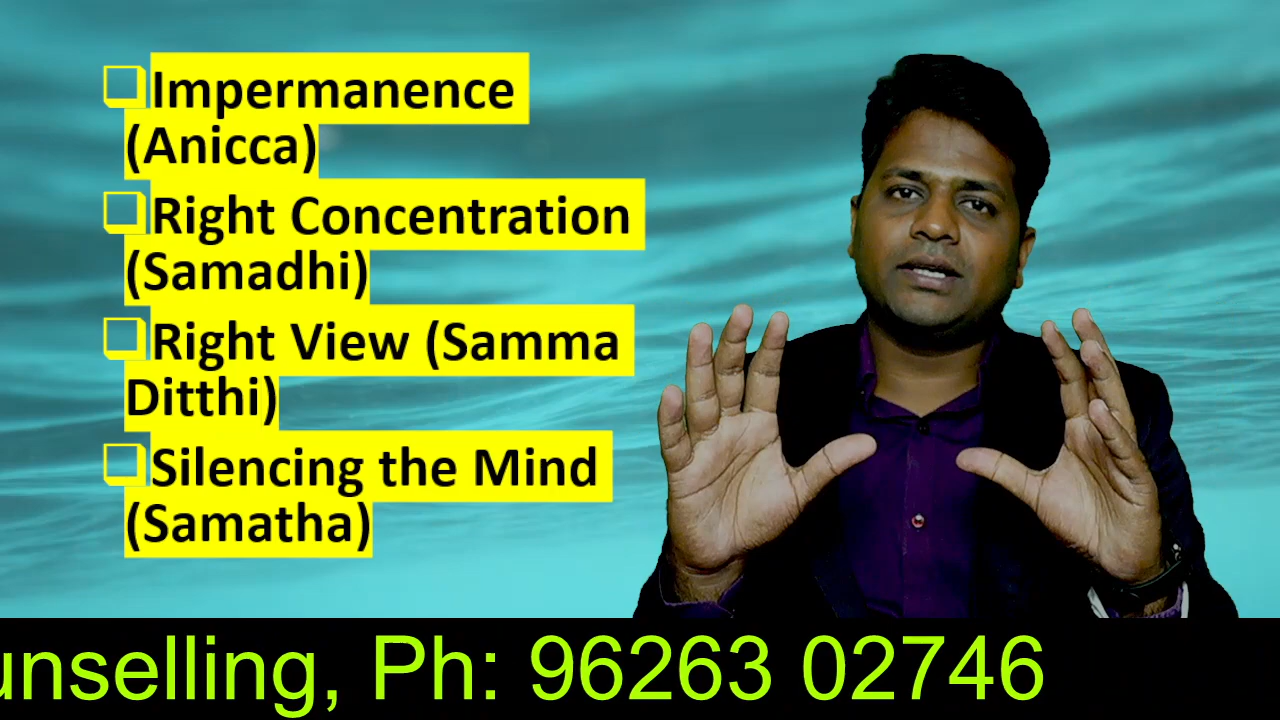 Impermanence
(Anicca)
Right Concentration
(Samadhi)
Right View (Samma
Ditthi)
Silencing the Mind
(Samatha)
unselling, Ph: 96263 02746